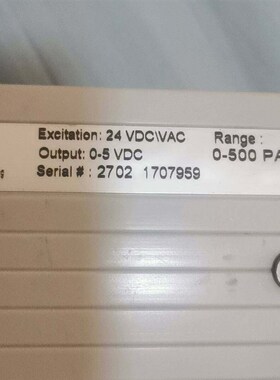 Excitation: 24 VDC\VAC
Output: 0-5 VDC
Serial # : 2702 1707959
Range :
0-500 PA